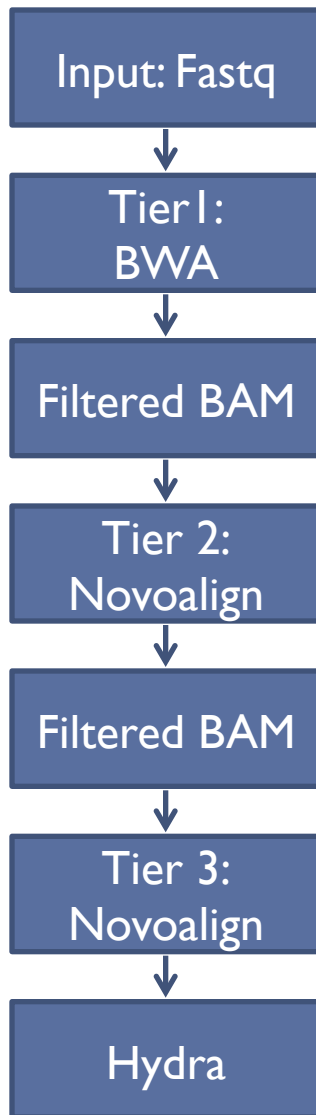 Input: Fastq
Tier1:
BWA
Filtered BAM
Tier 2:
Novoalign
Filtered BAM
Tier 3:
Novoalign
Hydra